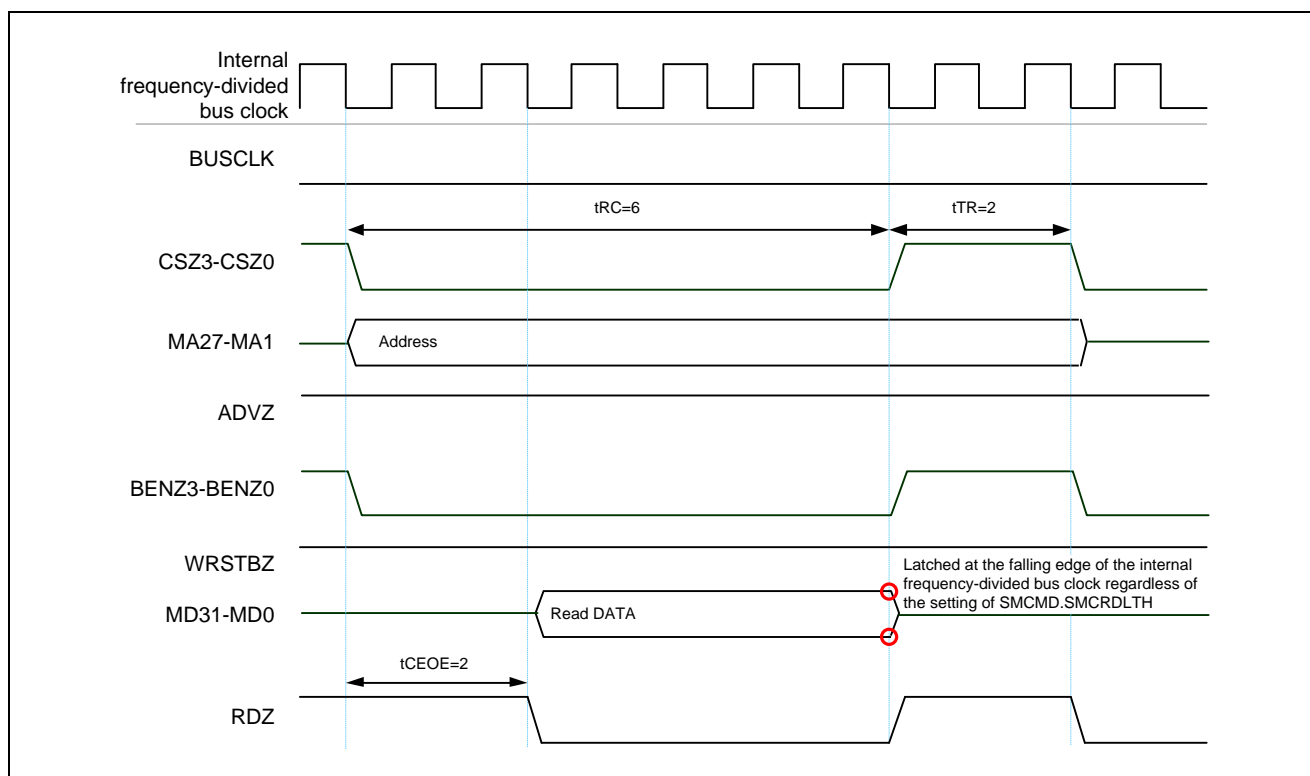 Internal
frequency-divided
bus clock
BUSCLK
tRC=6
tTR=2
CSZ3-CSZ0
MA27-MA1
Address
ADVZ
BENZ3-BENZ0
WRSTBZ
Latched at the falling edge of the internal
frequency-divided bus clock regardless of
the setting of SMCMD.SMCRDLTH
MD31-MD0
Read DATA
tCEOE=2
RDZ